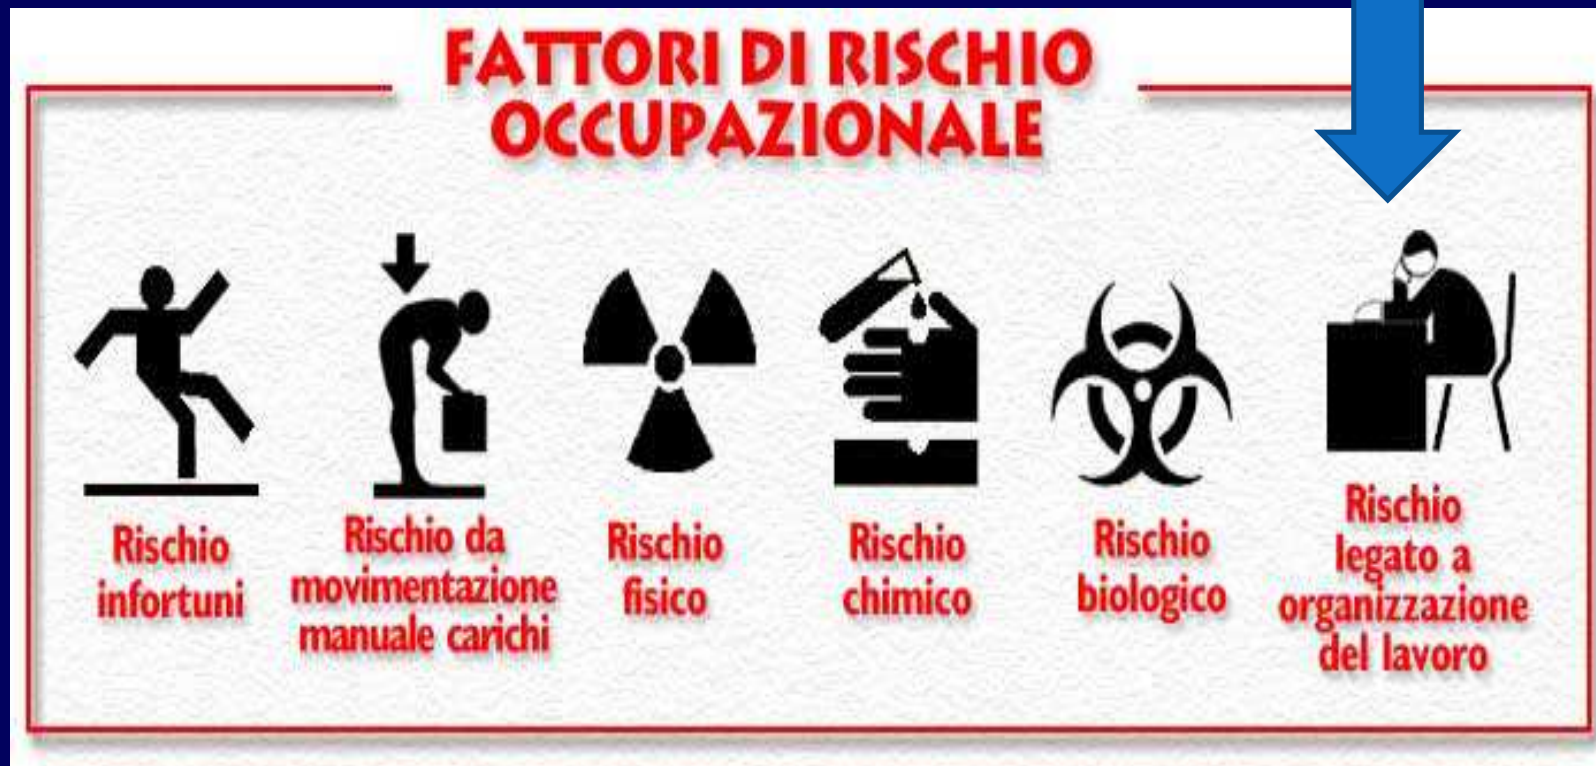 FATTORI DI RISCHIO
OCCUPAZIONALE
Rischio
infortuni
Rischio da
movimentazione
manuale carichi
Rischio
fisico
Rischio
chimico
Rischio
biologico
Rischio
legato a
organizzazione
del lavoro